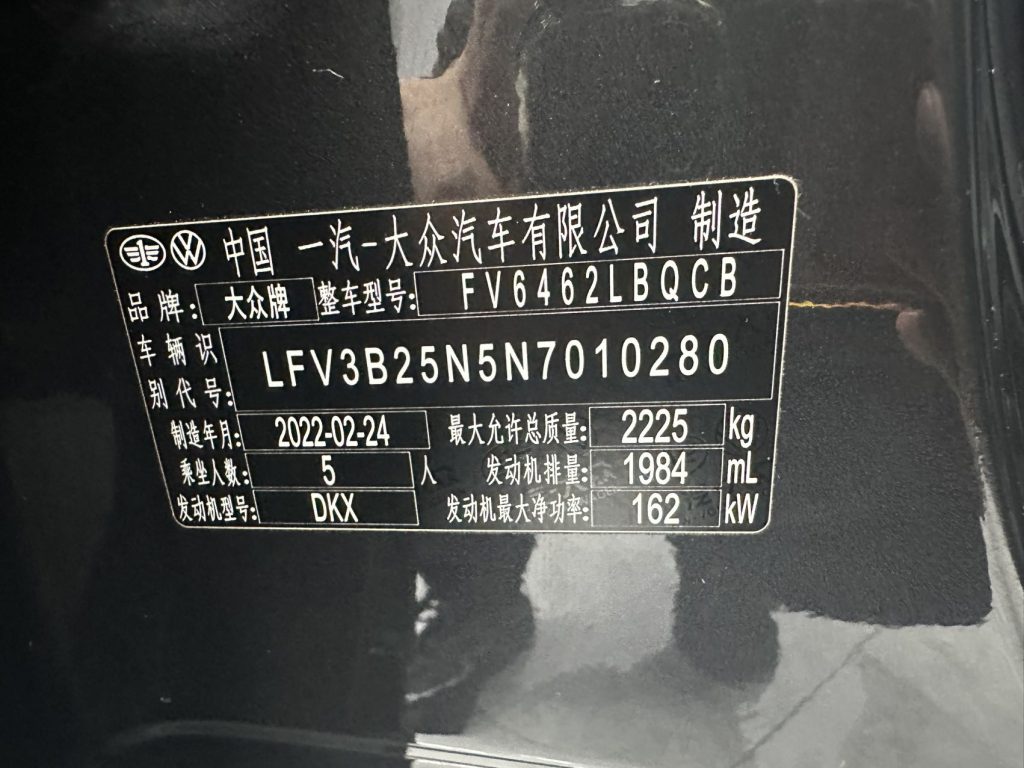 中国 一汽-大众汽车有限公司 制造
品牌: 大众牌 整车型号: FV6462LBQCB
车辆识别代号: LFV3B25N5N7010280
制造年月: 2022-02-24 最大允许总质量: 2225 kg
乘坐人数: 5 人 发动机排量: 1984 mL
发动机型号: DKX 发动机最大净功率: 162 kW